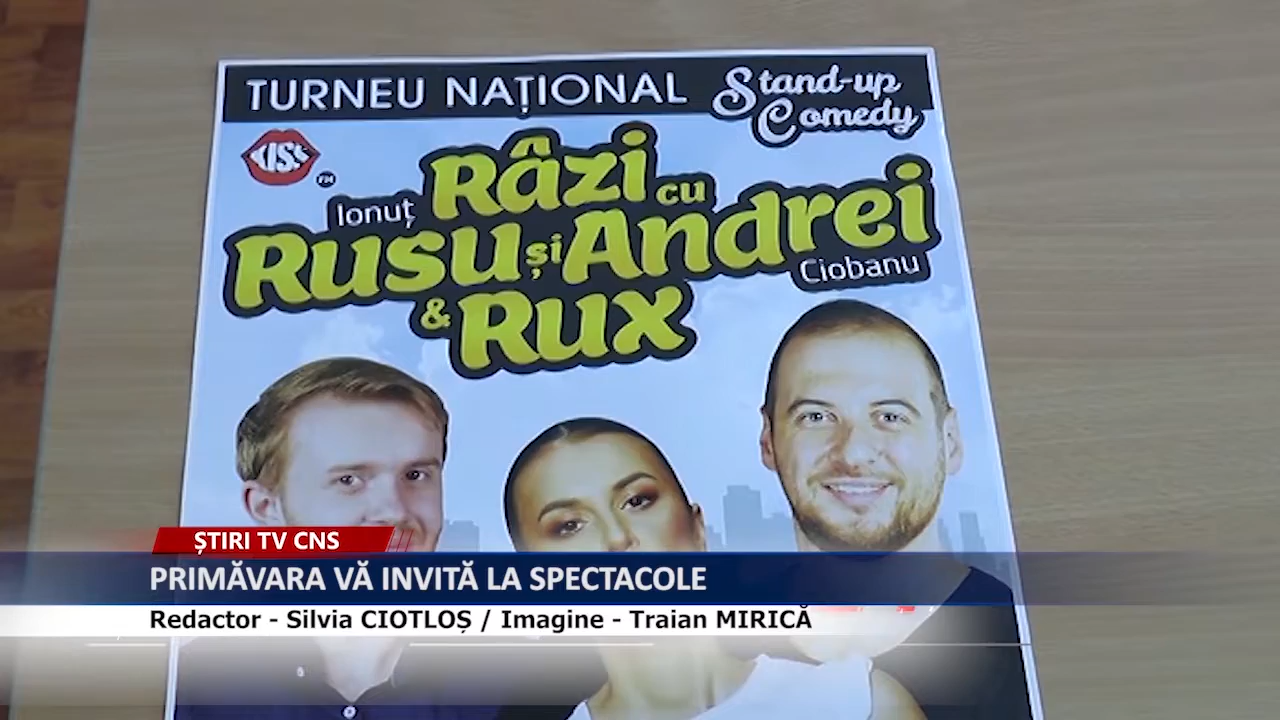 TURNEU NAȚIONAL Stand-up Comedy
KISS FM
Ionuț Râzi cu
Rusu și Andrei
Ciobanu
& Rux
ȘTIRI TV CNS
PRIMĂVARA VĂ INVITĂ LA SPECTACOLE
Redactor - Silvia CIOTLOȘ / Imagine - Traian MIRICĂ